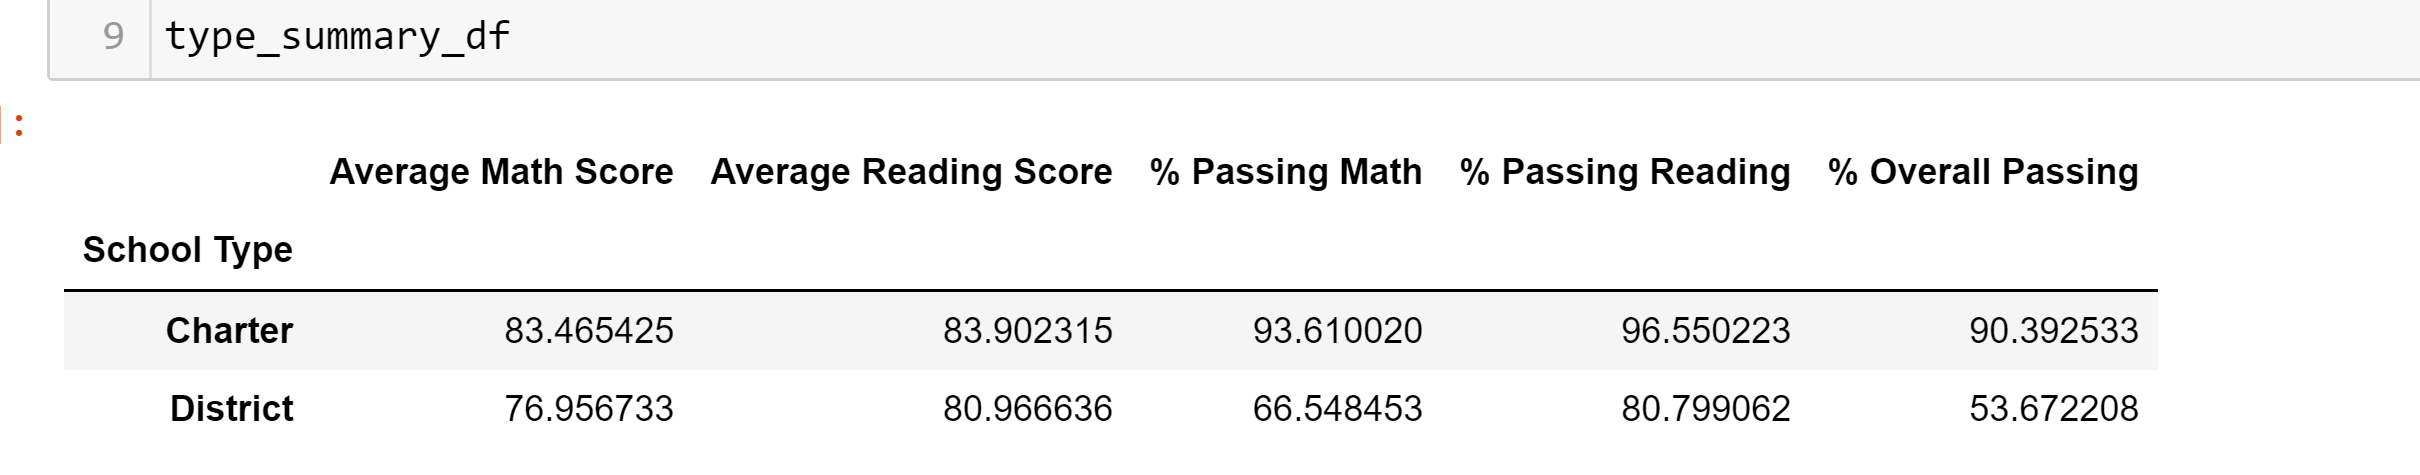 9 type_summary_df
:
Average Math Score Average Reading Score % Passing Math % Passing Reading % Overall Passing
School Type
Charter 83.465425 83.902315 93.610020 96.550223 90.392533
District 76.956733 80.966636 66.548453 80.799062 53.672208